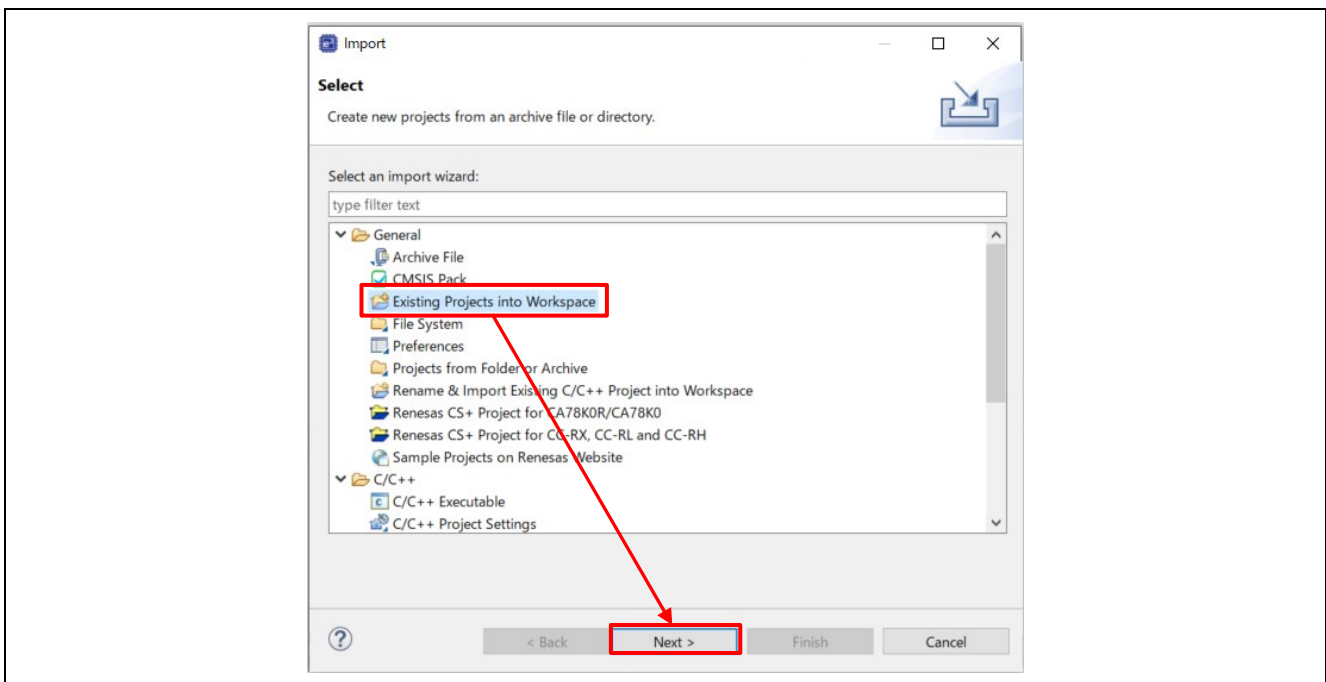 Import
Select
Create new projects from an archive file or directory.
Select an import wizard:
type filter text
General
Archive File
CMSIS Pack
Existing Projects into Workspace
File System
Preferences
Projects from Folder or Archive
Rename & Import Existing C/C++ Project into Workspace
Renesas CS+ Project for CA78K0R/CA78K0
Renesas CS+ Project for CC-RX, CC-RL and CC-RH
Sample Projects on Renesas Website
C/C++
C/C++ Executable
C/C++ Project Settings
< Back Next > Finish Cancel